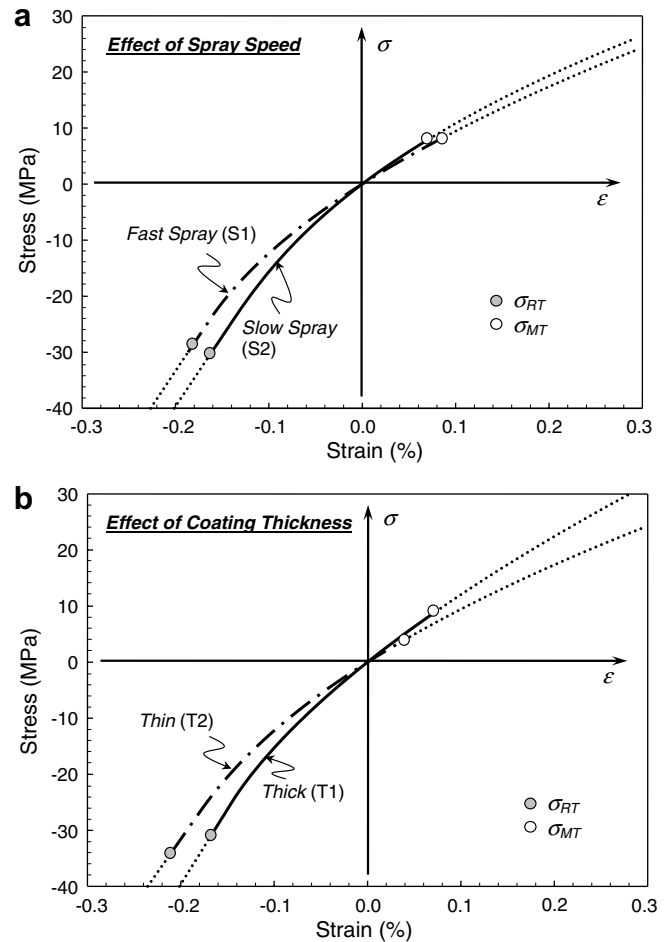 a
Effect of Spray Speed
σ
30
20
10
0
-10
-20
-30
-40
Stress (MPa)
ε
Fast Spray (S1)
Slow Spray
(S2)
σRT
σMT
-0.3 -0.2 -0.1 0.0 0.1 0.2 0.3
Strain (%)
b
Effect of Coating Thickness
σ
30
20
10
0
-10
-20
-30
-40
Stress (MPa)
ε
Thin (T2)
Thick (T1)
σRT
σMT
-0.3 -0.2 -0.1 0.0 0.1 0.2 0.3
Strain (%)